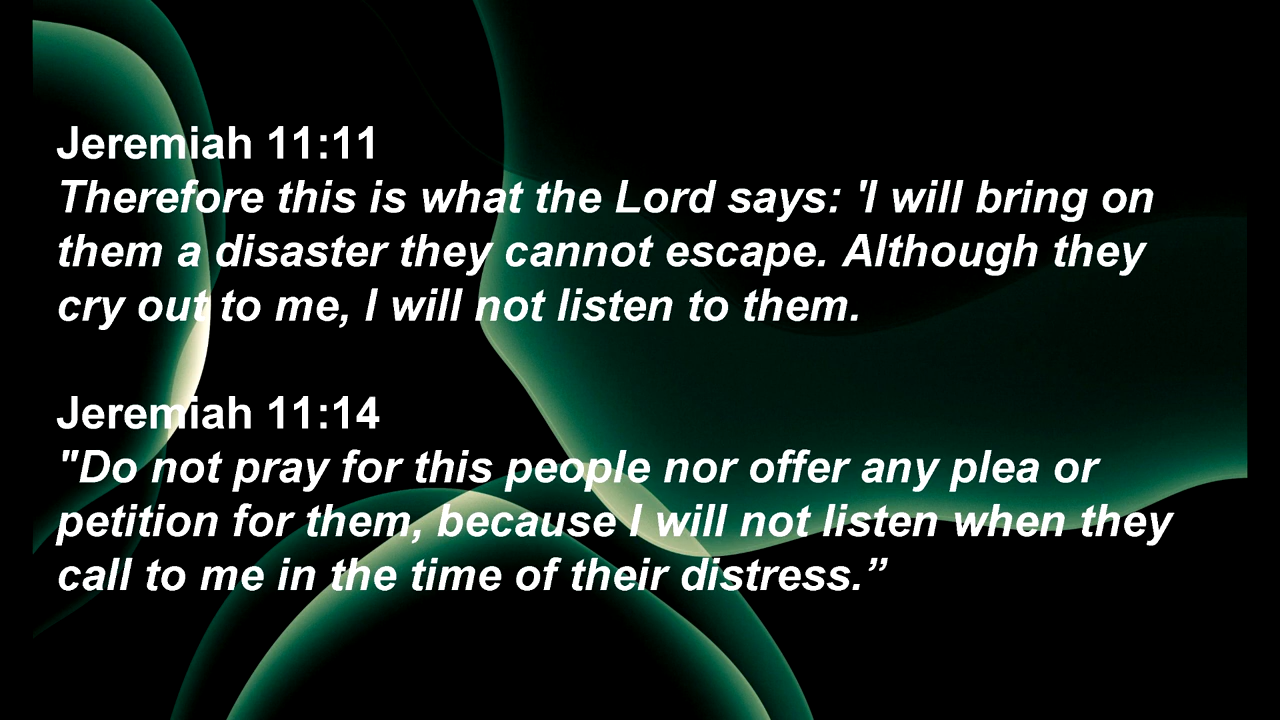 Jeremiah 11:11
Therefore this is what the Lord says: 'I will bring on
them a disaster they cannot escape. Although they
cry out to me, I will not listen to them.
Jeremiah 11:14
"Do not pray for this people nor offer any plea or
petition for them, because I will not listen when they
call to me in the time of their distress.”